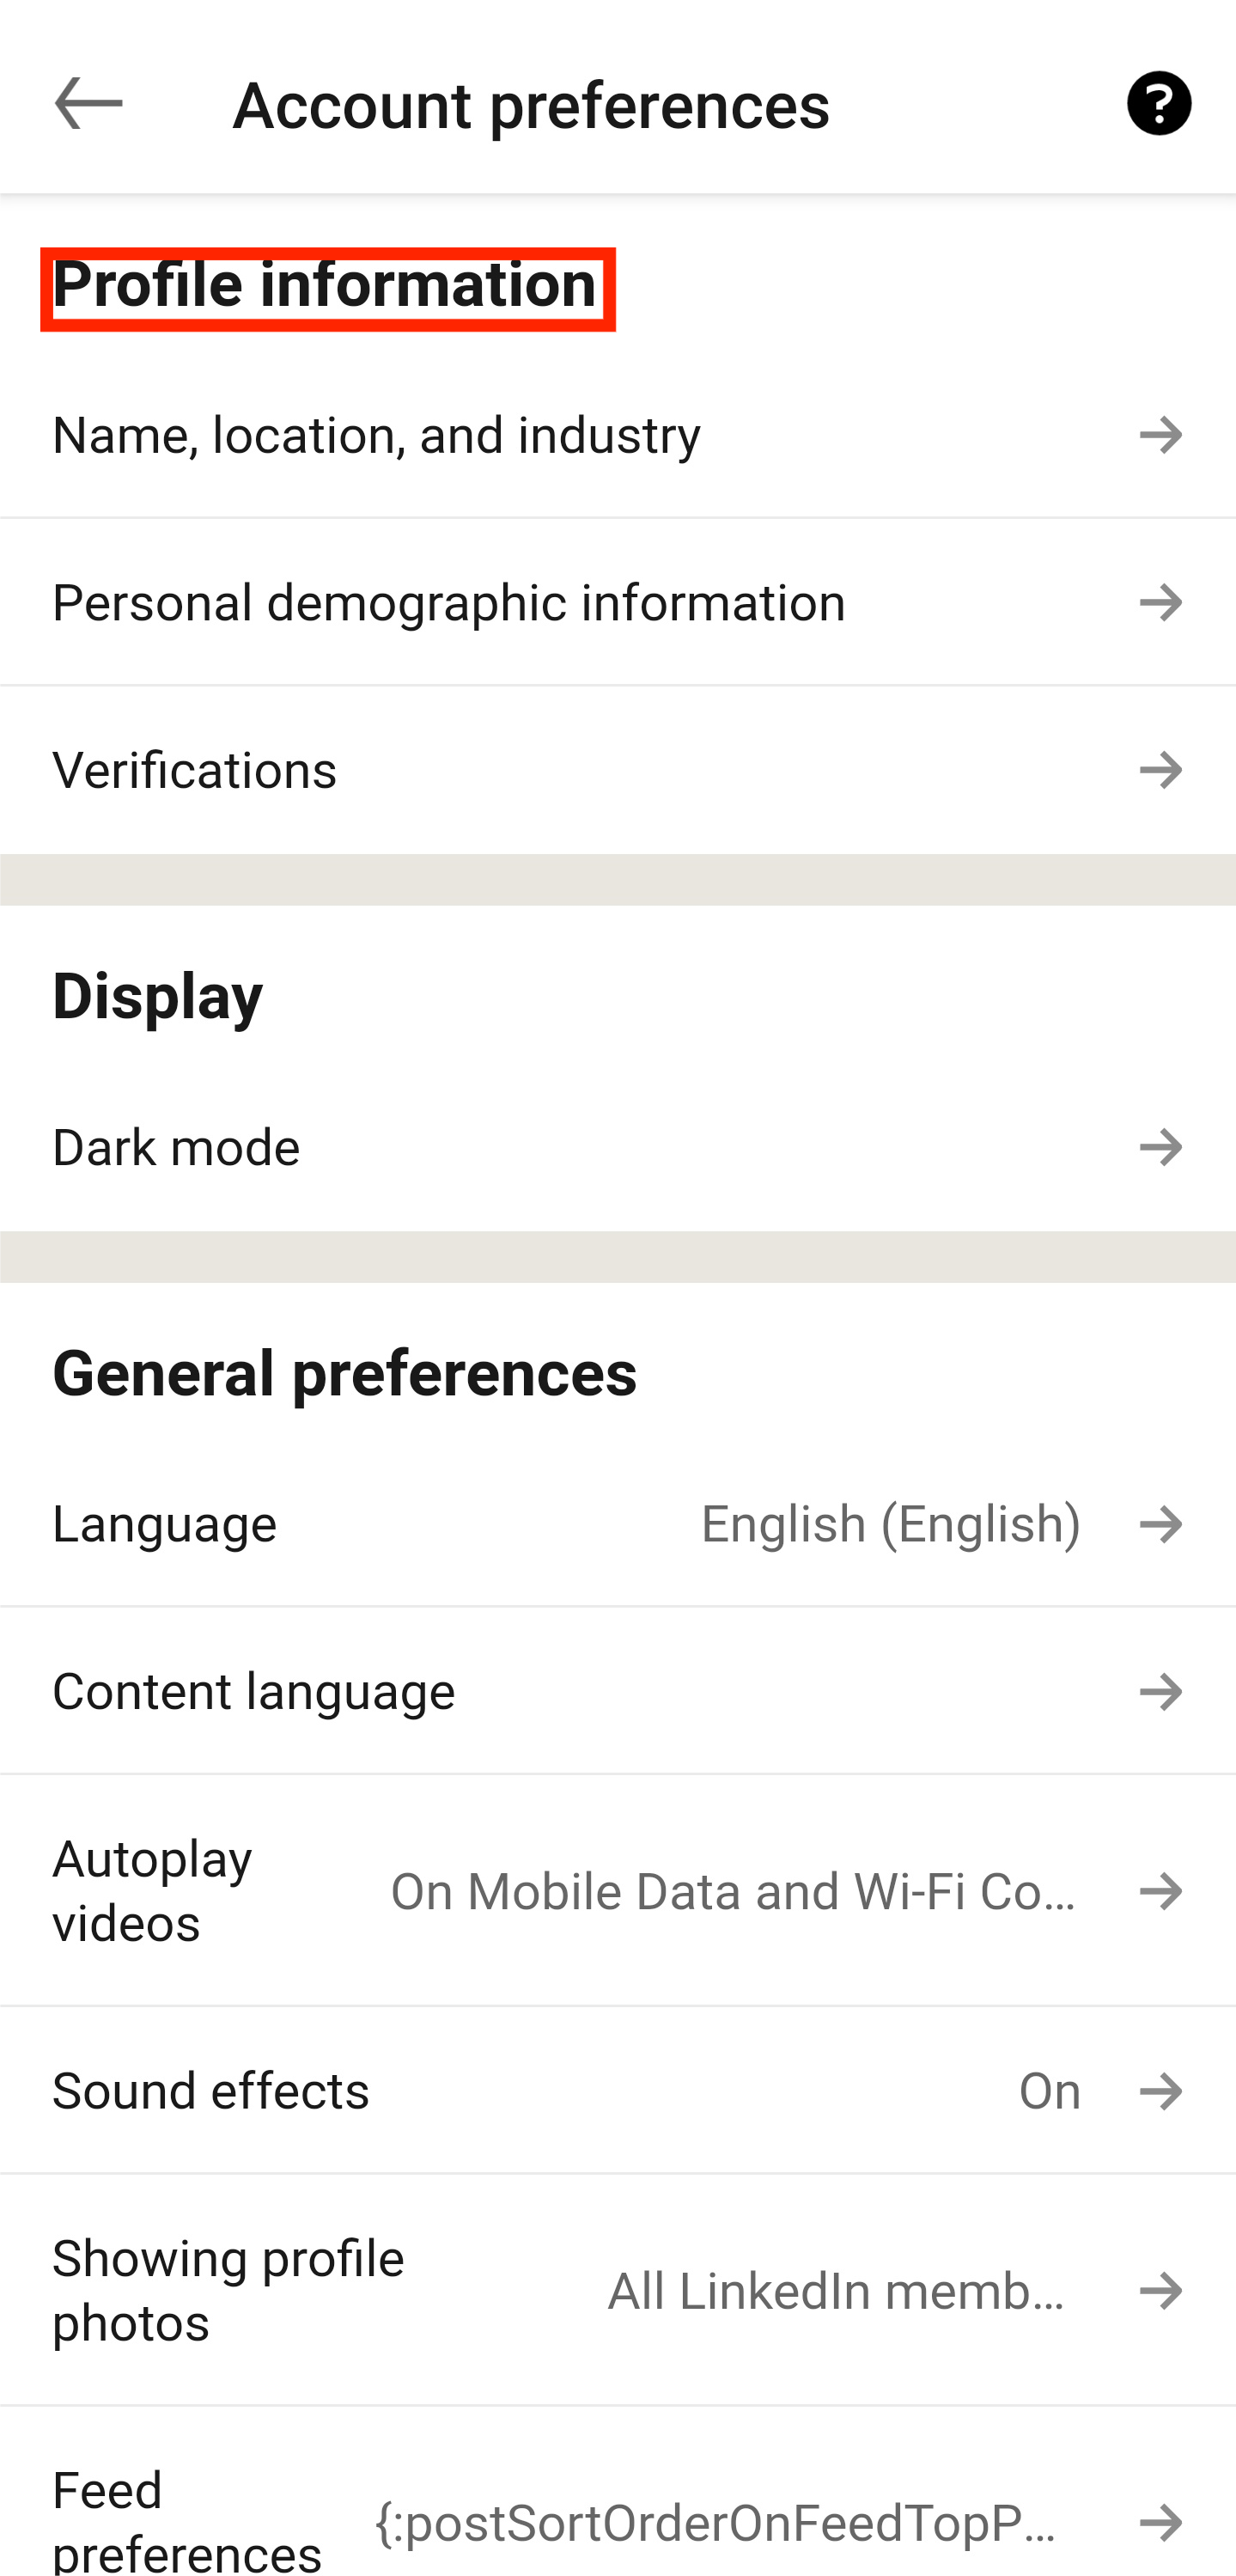 Account preferences
?
Profile information
Name, location, and industry
Personal demographic information
Verifications
Display
Dark mode
General preferences
Language English (English)
Content language
Autoplay
videos
On Mobile Data and Wi-Fi Co...
Sound effects On
Showing profile
photos
All LinkedIn memb...
Feed
preferences
{:postSortOrderOnFeedTopP...